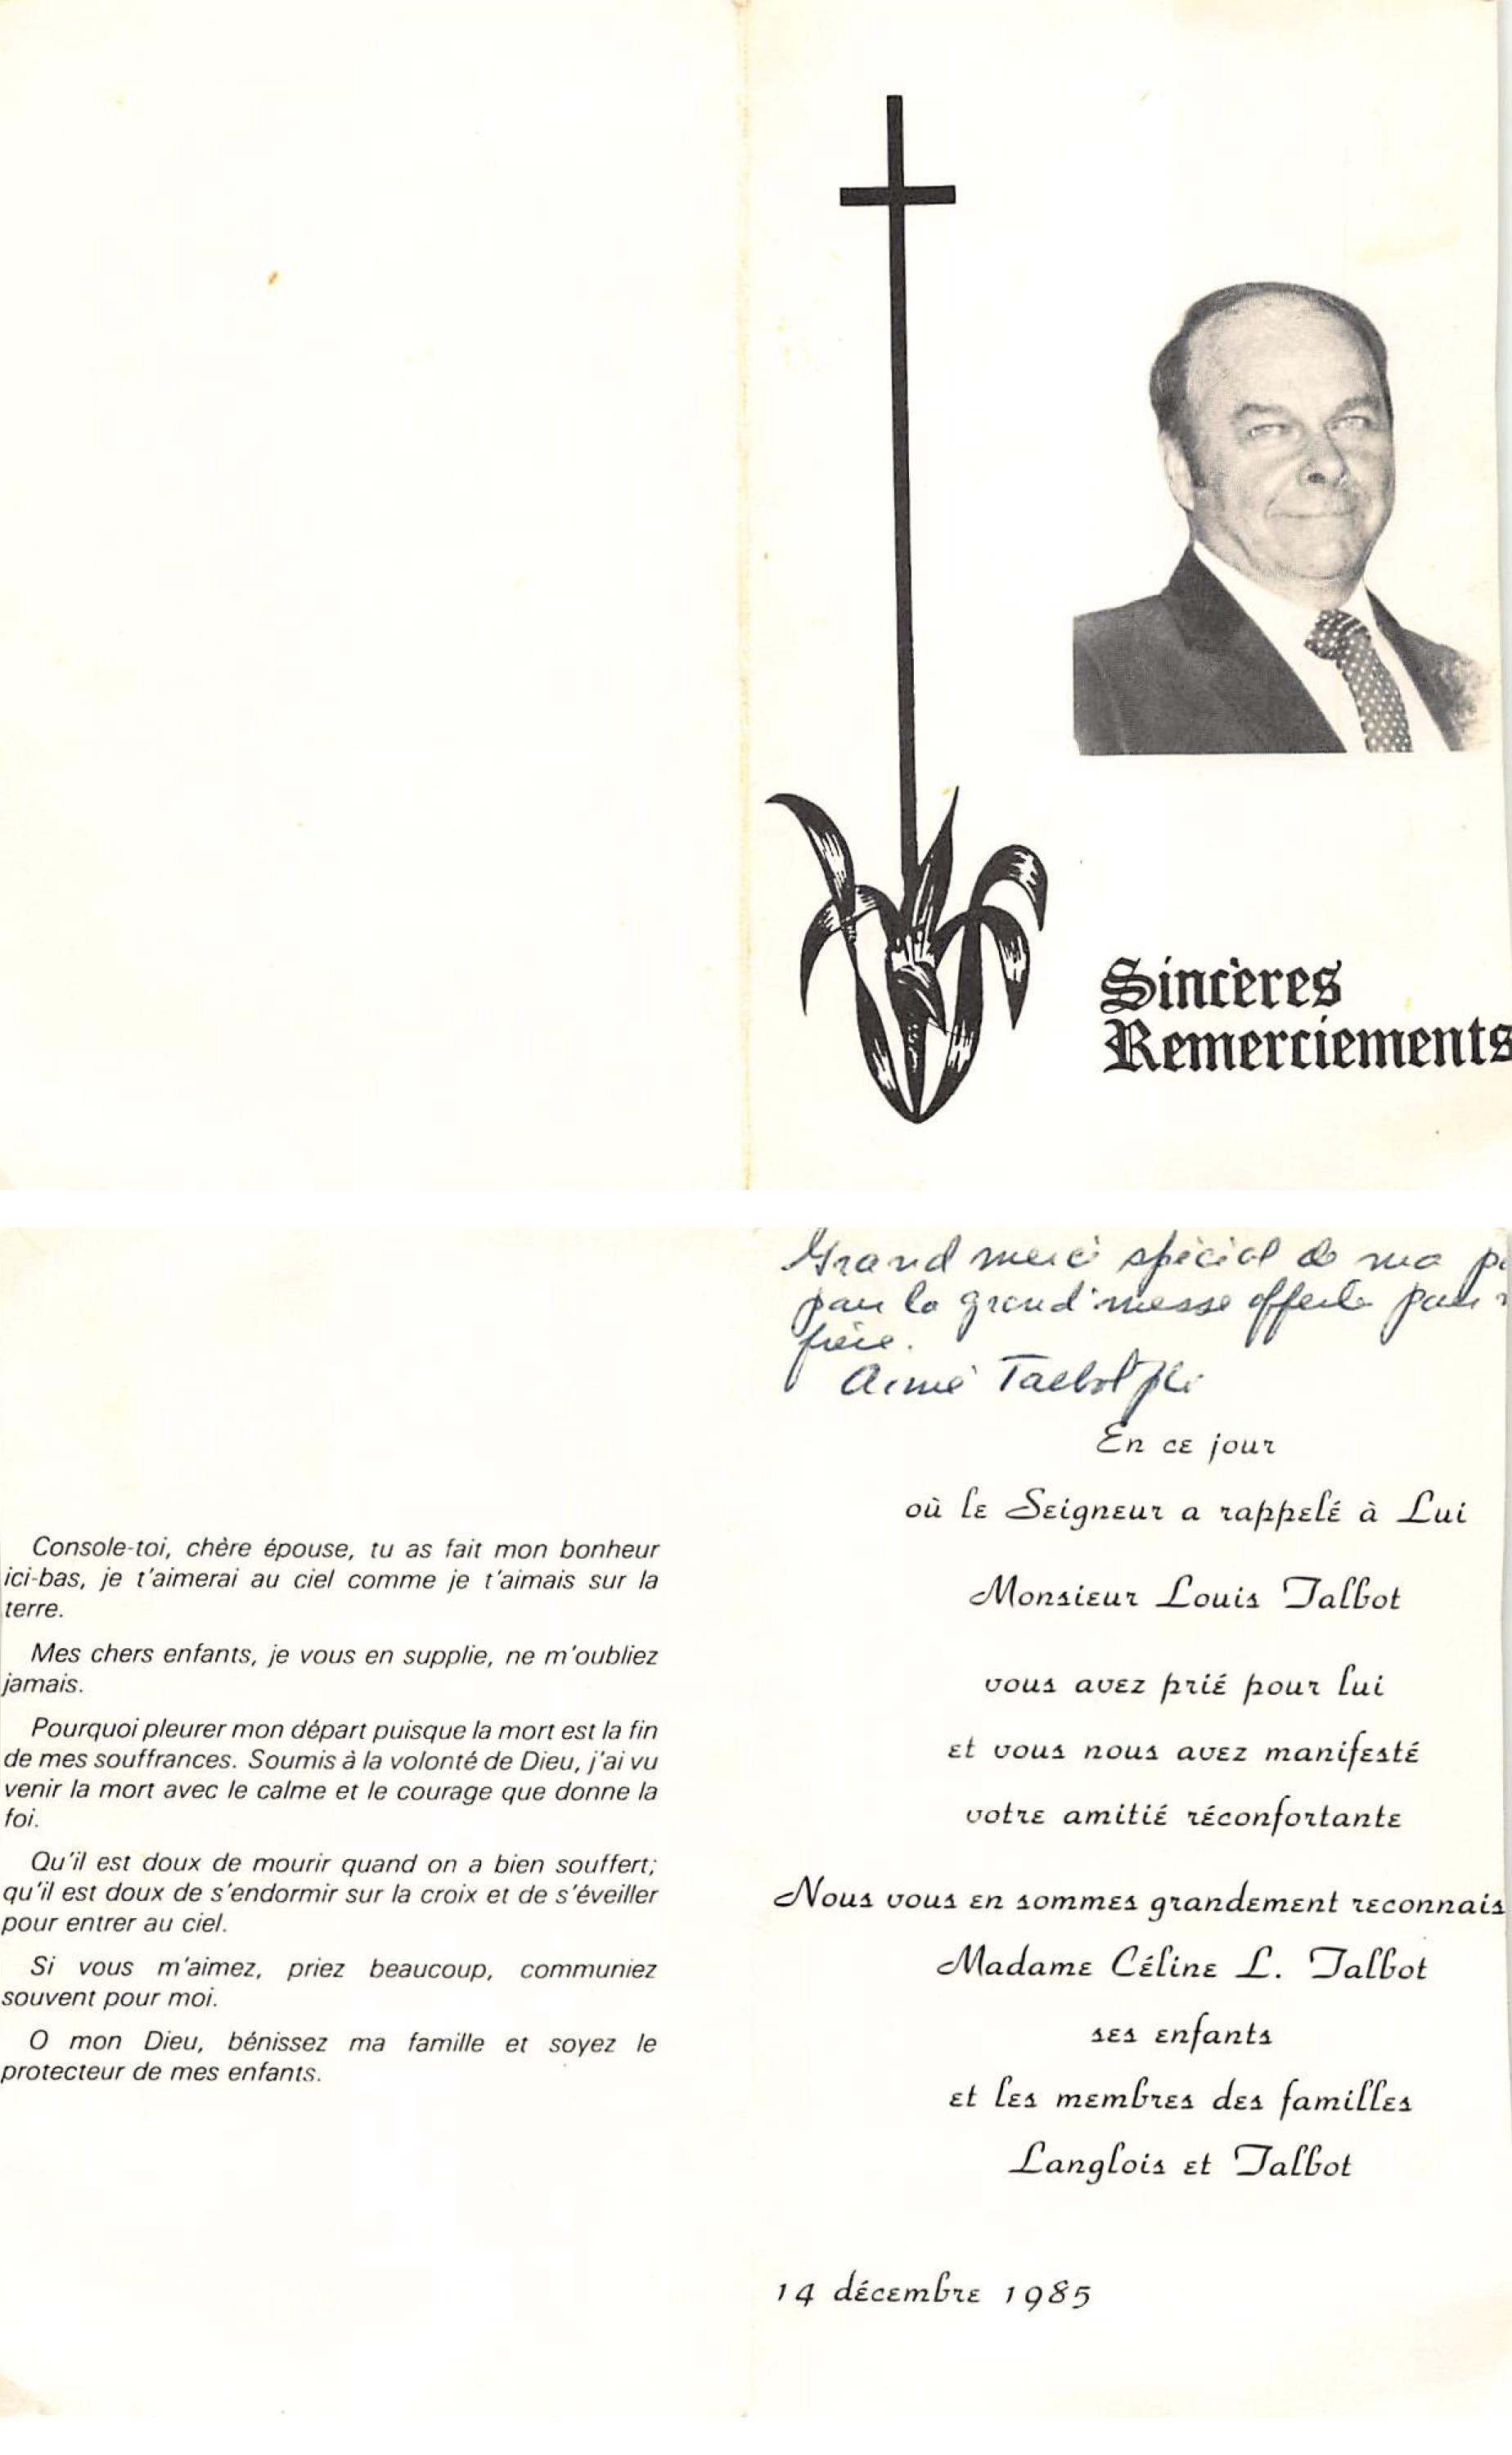 Sincères
Remerciements
Grand merci spécial de ma
pour la grand'messe offerte pour
frère.
Aimé Talbot ptre
Console-toi, chère épouse, tu as fait mon bonheur
ici-bas, je t'aimerai au ciel comme je t'aimais sur la
terre.
Mes chers enfants, je vous en supplie, ne m'oubliez
jamais.
Pourquoi pleurer mon départ puisque la mort est la fin
de mes souffrances. Soumis à la volonté de Dieu, j'ai vu
venir la mort avec le calme et le courage que donne la
foi.
Qu'il est doux de mourir quand on a bien souffert;
qu'il est doux de s'endormir sur la croix et de s'éveiller
pour entrer au ciel.
Si vous m'aimez, priez beaucoup, communiez
souvent pour moi.
O mon Dieu, bénissez ma famille et soyez le
protecteur de mes enfants.
En ce jour
où le Seigneur a rappelé à Lui
Monsieur Louis Talbot
vous avez prié pour lui
et vous nous avez manifesté
votre amitié réconfortante
Nous vous en sommes grandement reconnais
Madame Céline L. Talbot
ses enfants
et les membres des familles
Langlois et Talbot
14 décembre 1985